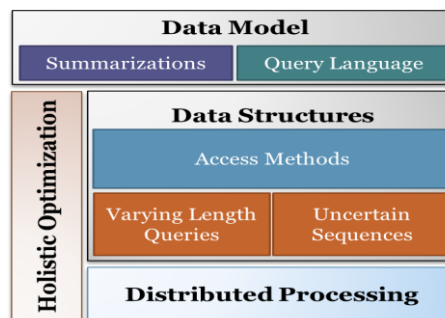 Data Model
Summarizations
Query Language
Holistic Optimization
Data Structures
Access Methods
Varying Length
Queries
Uncertain
Sequences
Distributed Processing